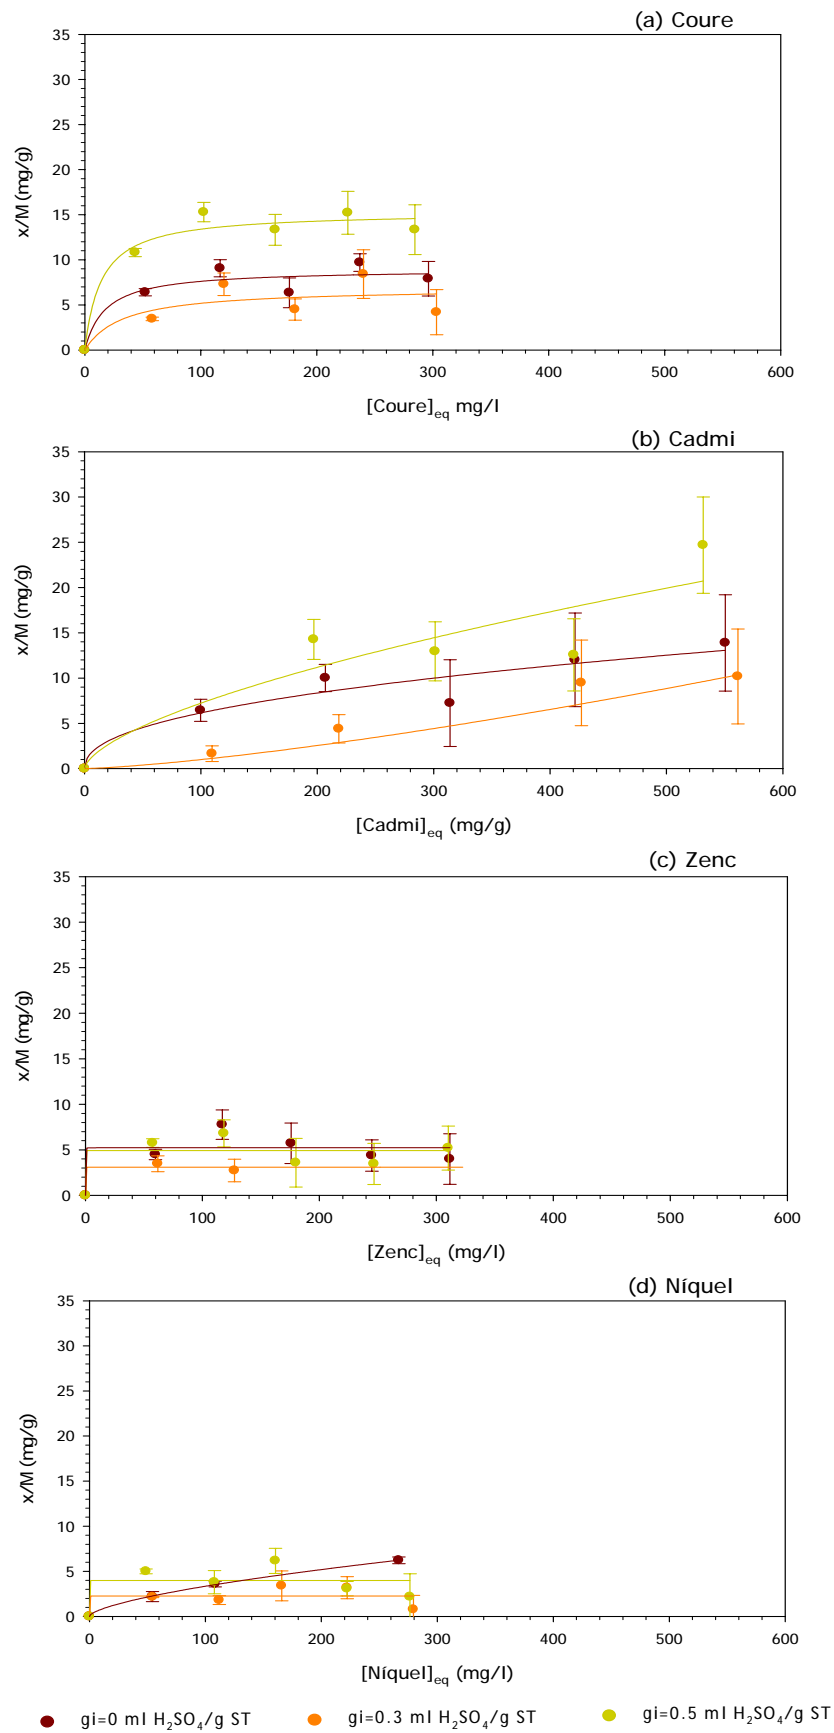 (a) Coure
35
30
25
20
15
10
5
0
x/M (mg/g)
0 100 200 300 400 500 600
[Coure]eq mg/l
(b) Cadmi
35
30
25
20
15
10
5
0
x/M (mg/g)
0 100 200 300 400 500 600
[Cadmi]eq (mg/g)
(c) Zenc
35
30
25
20
15
10
5
0
x/M (mg/g)
0 100 200 300 400 500 600
[Zenc]eq (mg/l)
(d) Níquel
35
30
25
20
15
10
5
0
x/M (mg/g)
0 100 200 300 400 500 600
[Níquel]eq (mg/l)
gi=0 ml H2SO4/g ST gi=0.3 ml H2SO4/g ST gi=0.5 ml H2SO4/g ST